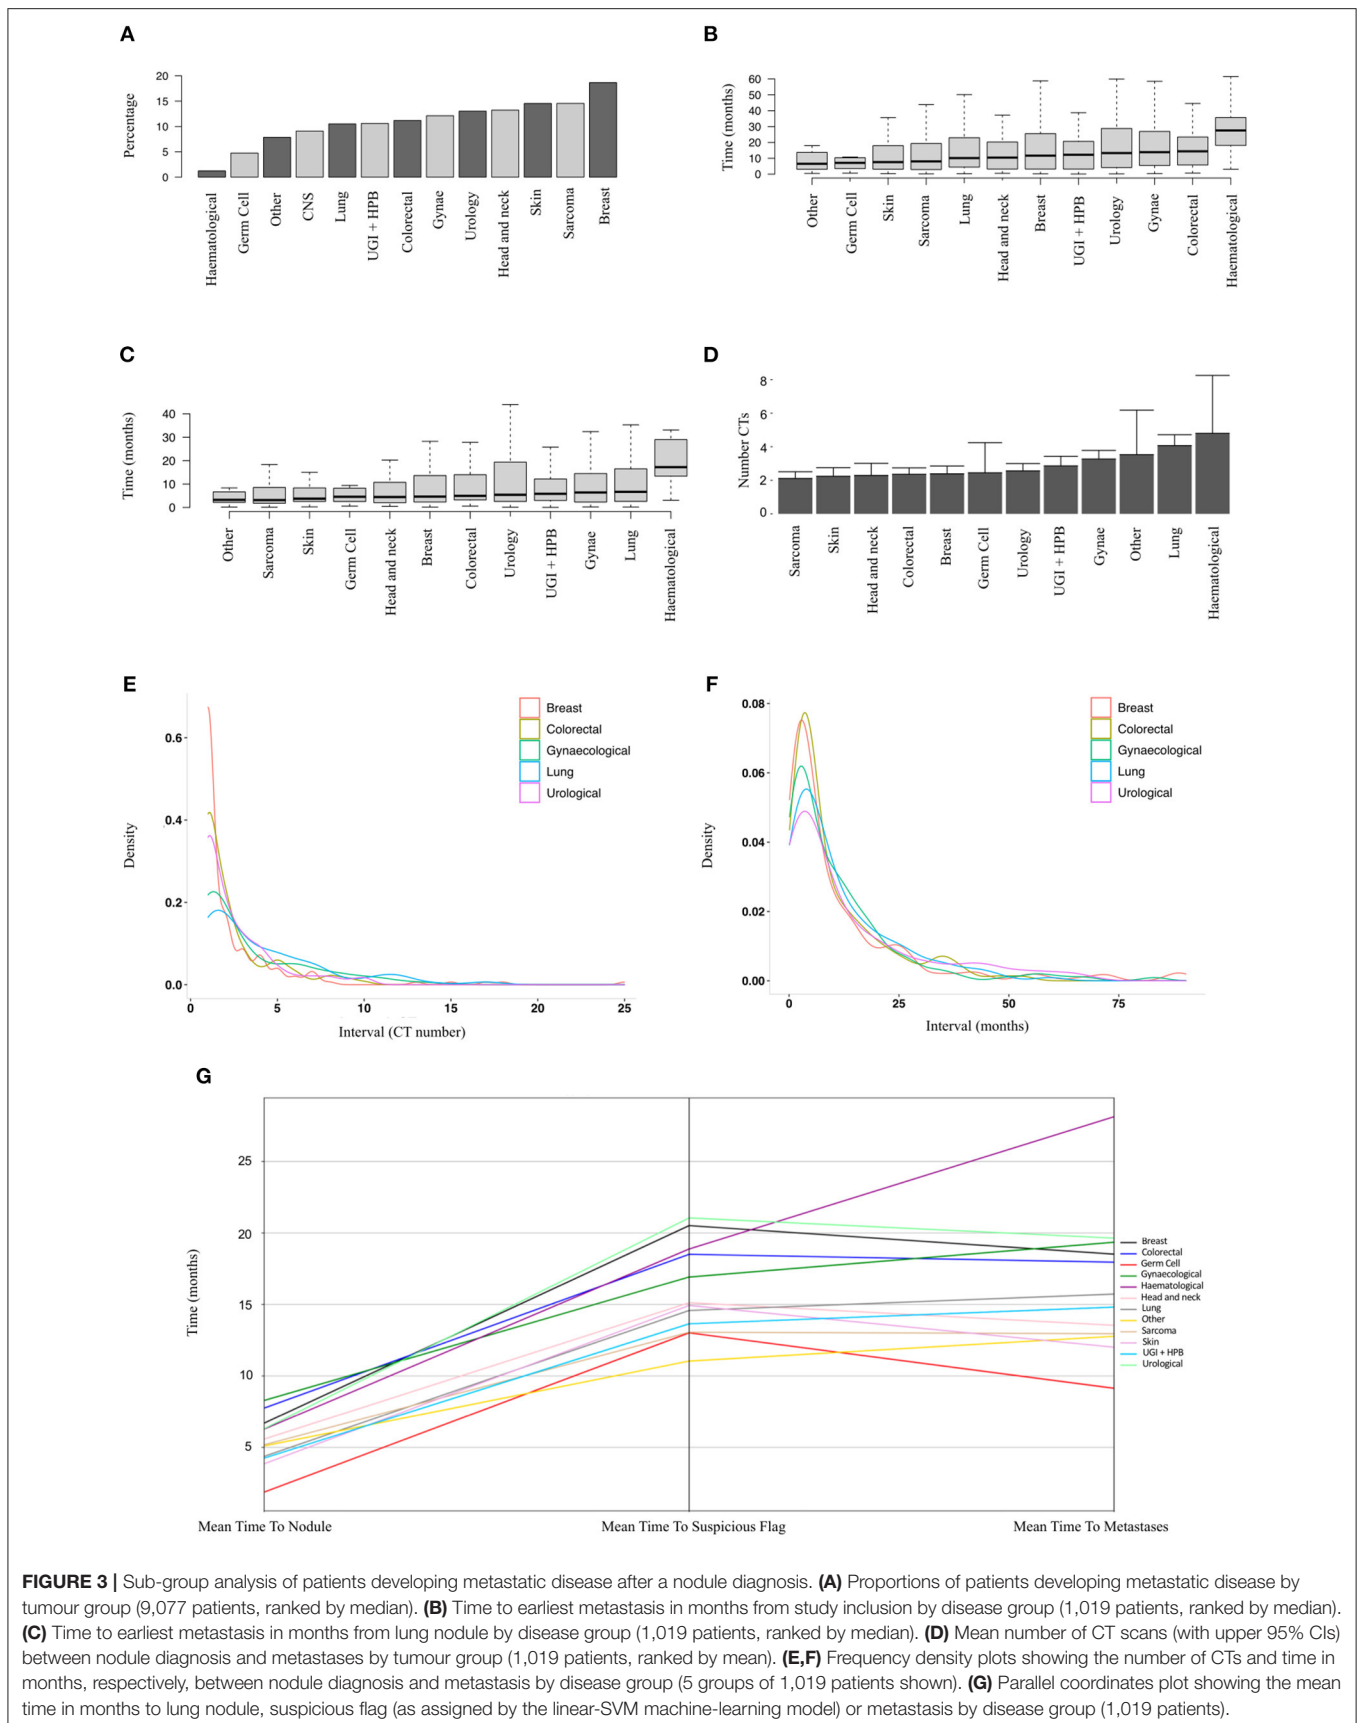 A
Percentage
20
15
10
5
0
Haematological
Germ Cell
Other
CNS
Lung
UGI + HPB
Colorectal
Gynae
Urology
Head and neck
Skin
Sarcoma
Breast
B
Time (months)
60
50
40
30
20
10
0
Other
Germ Cell
Skin
Sarcoma
Lung
Head and neck
Breast
UGI + HPB
Urology
Gynae
Colorectal
Haematological
C
Time (months)
40
30
20
10
0
Other
Sarcoma
Skin
Germ Cell
Head and neck
Breast
Colorectal
Urology
UGI + HPB
Gynae
Lung
Haematological
D
Number CTs
8
6
4
2
0
Sarcoma
Skin
Head and neck
Colorectal
Breast
Germ Cell
Urology
UGI + HPB
Gynae
Other
Lung
Haematological
E
Density
0.6
0.4
0.2
0.0
0
5
10
15
20
25
Interval (CT number)
Breast
Colorectal
Gynaecological
Lung
Urological
F
Density
0.08
0.06
0.04
0.02
0.00
0
25
50
75
Interval (months)
Breast
Colorectal
Gynaecological
Lung
Urological
G
Time (months)
25
20
15
10
5
Mean Time To Nodule
Mean Time To Suspicious Flag
Mean Time To Metastases
Breast
Colorectal
Germ Cell
Gynaecological
Haematological
Head and neck
Lung
Other
Sarcoma
Skin
UGI + HPB
Urological
FIGURE 3 | Sub-group analysis of patients developing metastatic disease after a nodule diagnosis. (A) Proportions of patients developing metastatic disease by
tumour group (9,077 patients, ranked by median). (B) Time to earliest metastasis in months from study inclusion by disease group (1,019 patients, ranked by median).
(C) Time to earliest metastasis in months from lung nodule by disease group (1,019 patients, ranked by median). (D) Mean number of CT scans (with upper 95% CIs)
between nodule diagnosis and metastases by tumour group (1,019 patients, ranked by mean). (E,F) Frequency density plots showing the number of CTs and time in
months, respectively, between nodule diagnosis and metastasis by disease group (5 groups of 1,019 patients shown). (G) Parallel coordinates plot showing the mean
time in months to lung nodule, suspicious flag (as assigned by the linear-SVM machine-learning model) or metastasis by disease group (1,019 patients).